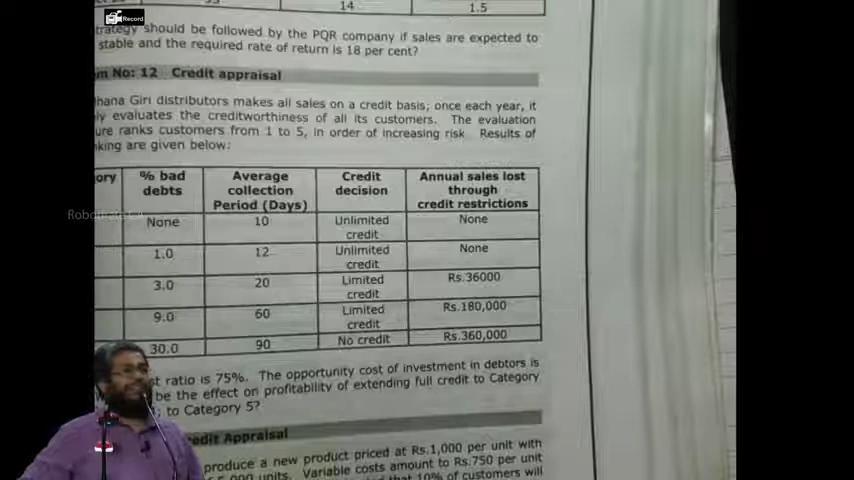 Record
14 1.5
trategy should be followed by the PQR company if sales are expected to
stable and the required rate of return is 18 per cent?
m No: 12 Credit appraisal
hana Giri distributors makes all sales on a credit basis; once each year, it
ly evaluates the creditworthiness of all its customers. The evaluation
ure ranks customers from 1 to 5, in order of increasing risk. Results of
king are given below:
ory % bad debts Average collection Period (Days) Credit decision Annual sales lost through credit restrictions
None 10 Unlimited credit None
1.0 12 Unlimited credit None
3.0 20 Limited credit Rs.36000
9.0 60 Limited credit Rs.180,000
30.0 90 No credit Rs.360,000
st ratio is 75%. The opportunity cost of investment in debtors is
be the effect on profitability of extending full credit to Category
; to Category 5?
edit Appraisal
produce a new product priced at Rs.1,000 per unit with
000 units. Variable costs amount to Rs.750 per unit
that 10% of customers will